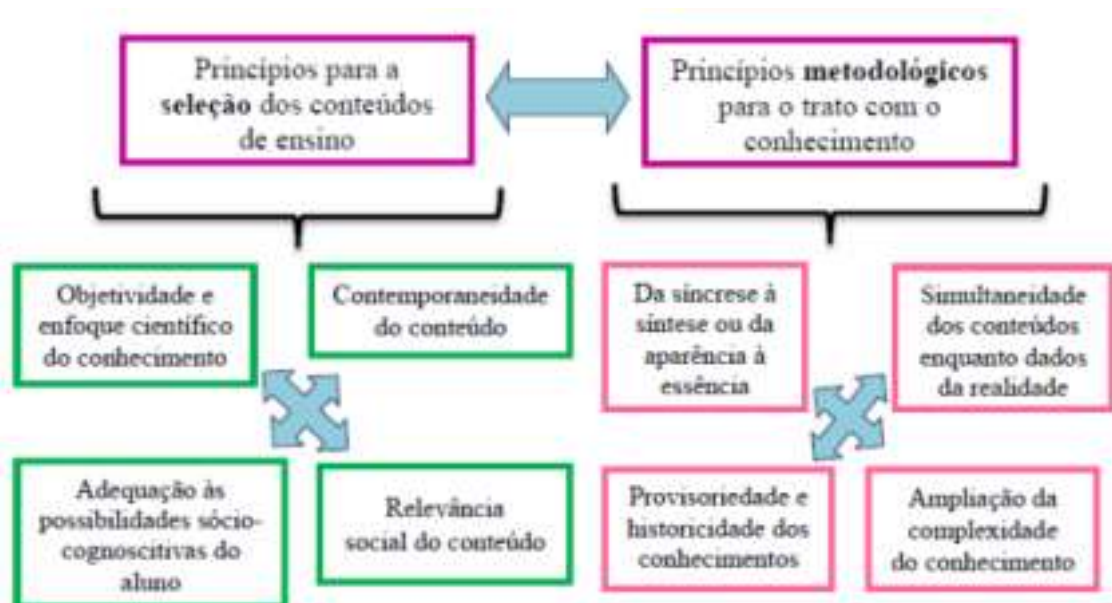 Princípios para a
seleção dos conteúdos
de ensino
Princípios metodológicos
para o trato com o
conhecimento
Objetividade e
enfoque científico
do conhecimento
Contemporaneidade
do conteúdo
Adequação às
possibilidades sócio-
cognoscitivas do
aluno
Relevância
social do conteúdo
Da síncrese à
síntese ou da
aparência à
essência
Simultaneidade
dos conteúdos
enquanto dados
da realidade
Provisoriedade e
historicidade dos
conhecimentos
Ampliação da
complexidade
do conhecimento